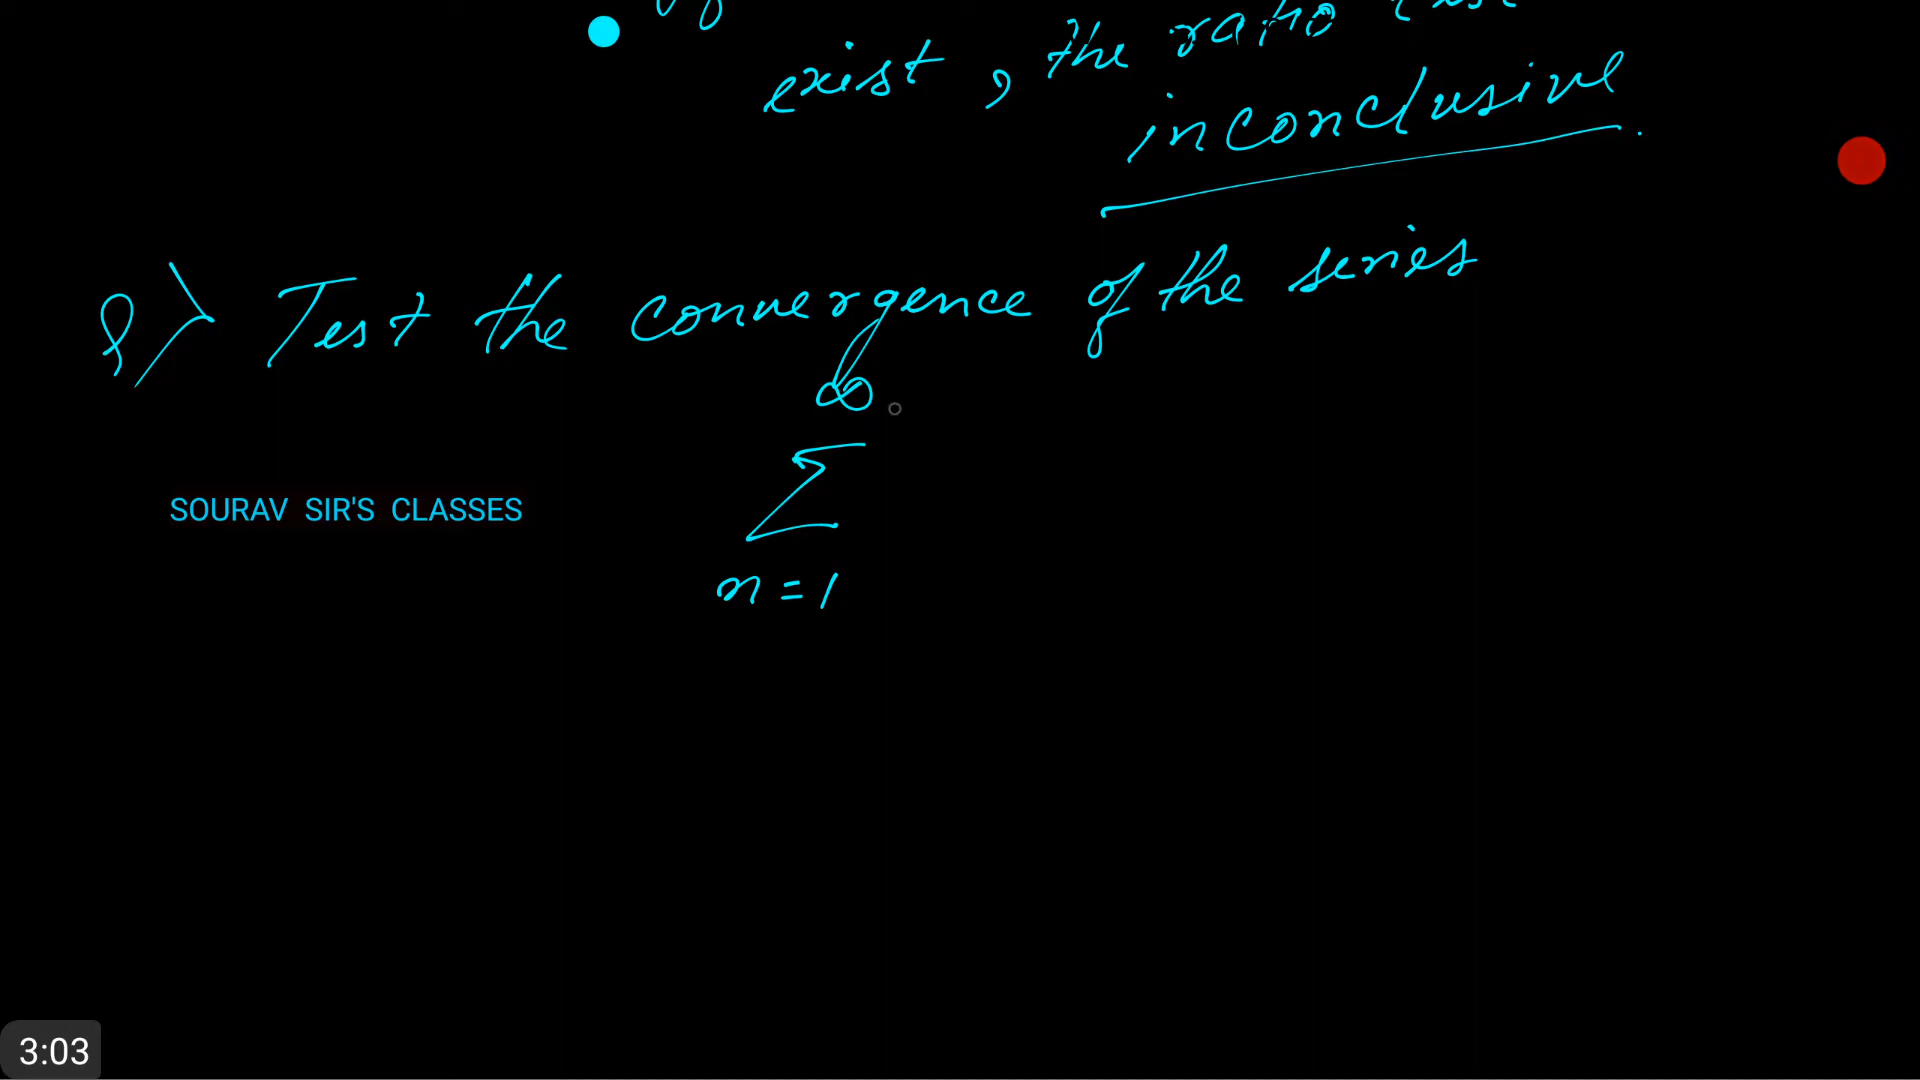 exist, the ratio
inconclusive.
Q) Test the convergence of the series
∞
Σ
n=1
SOURAV SIR'S CLASSES
3:03